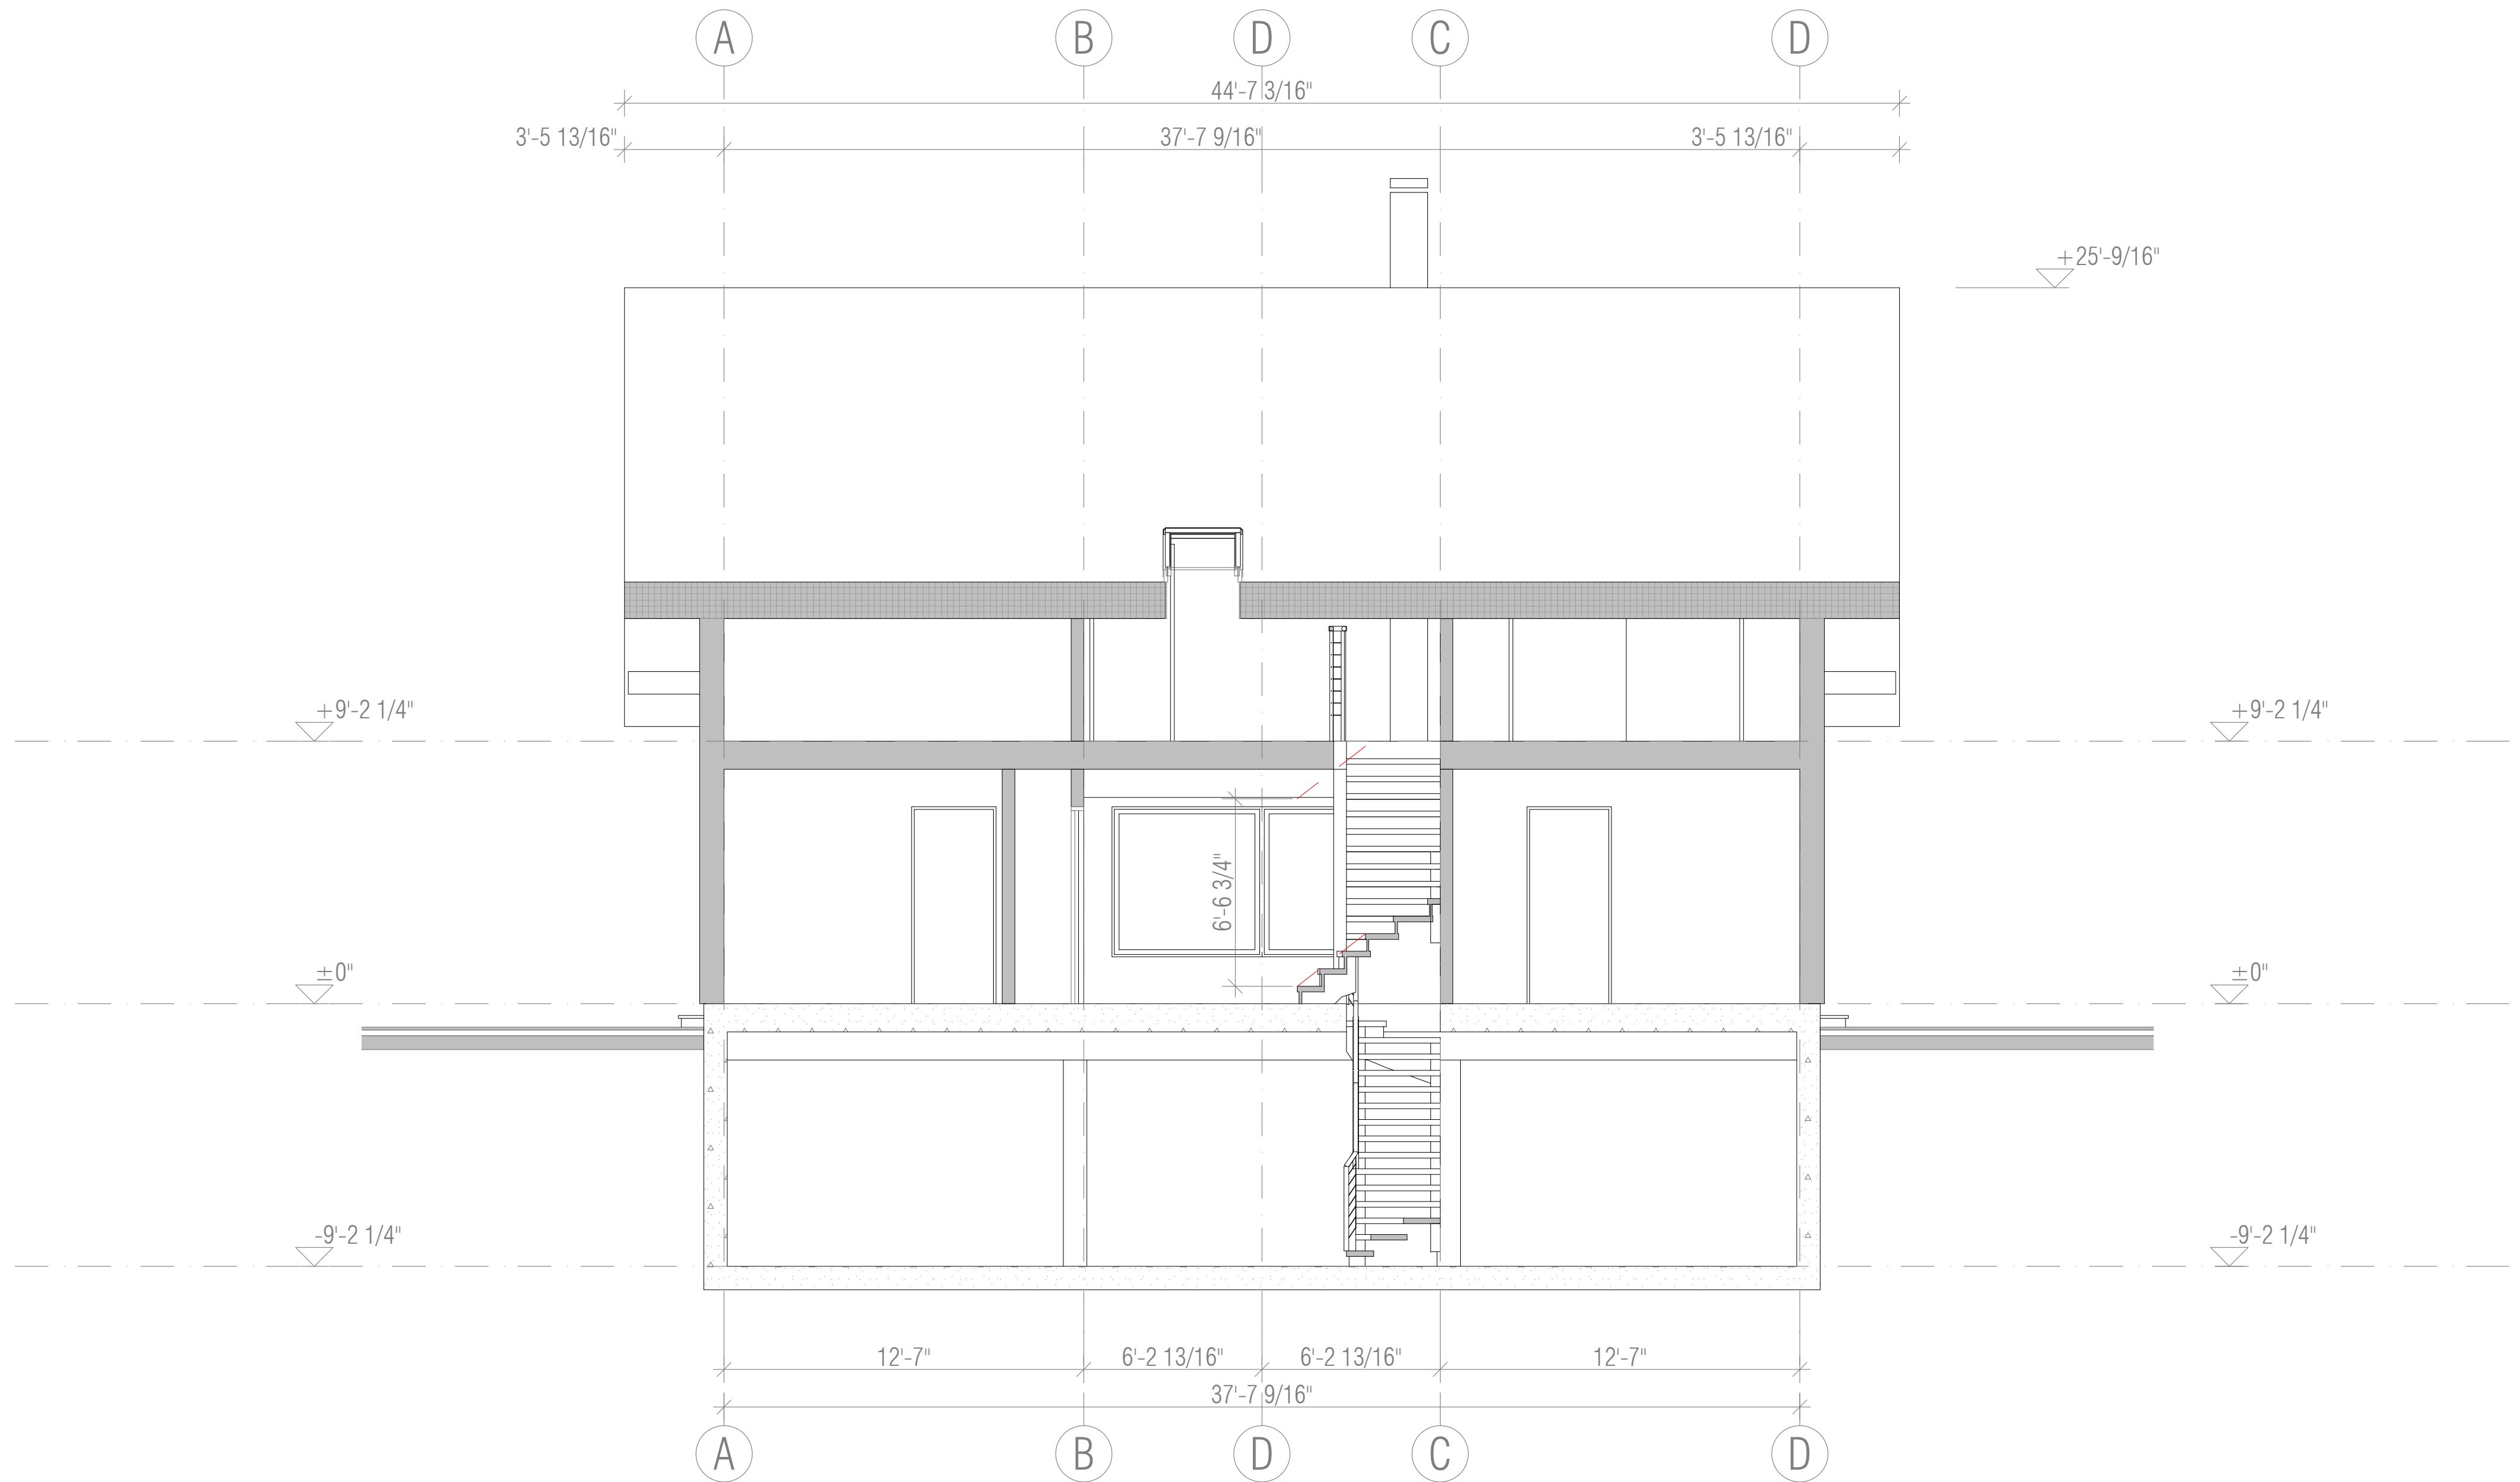 A B D C D
44'-7 3/16"
3'-5 13/16" 37'-7 9/16" 3'-5 13/16"
+25'-9/16"
+9'-2 1/4" +9'-2 1/4"
6'-6 3/4"
±0" ±0"
-9'-2 1/4" -9'-2 1/4"
12'-7" 6'-2 13/16" 6'-2 13/16" 12'-7"
37'-7 9/16"
A B D C D